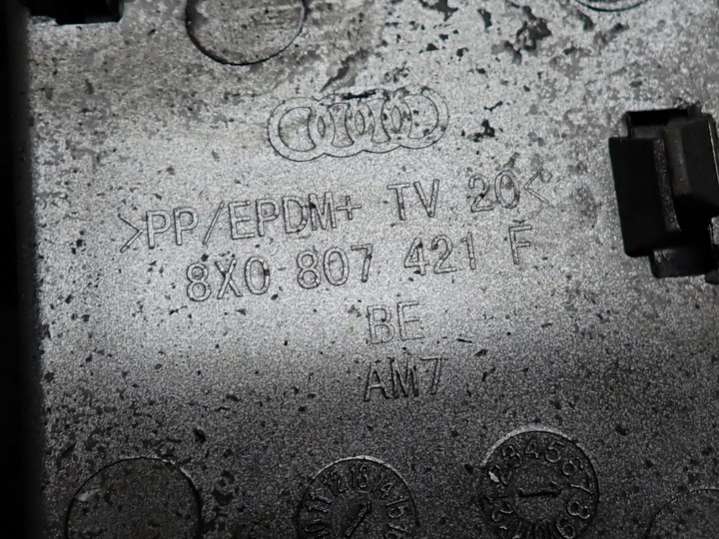 >PP/EPDM+ TV 20<
8X0 807 421 F
BE
AM7